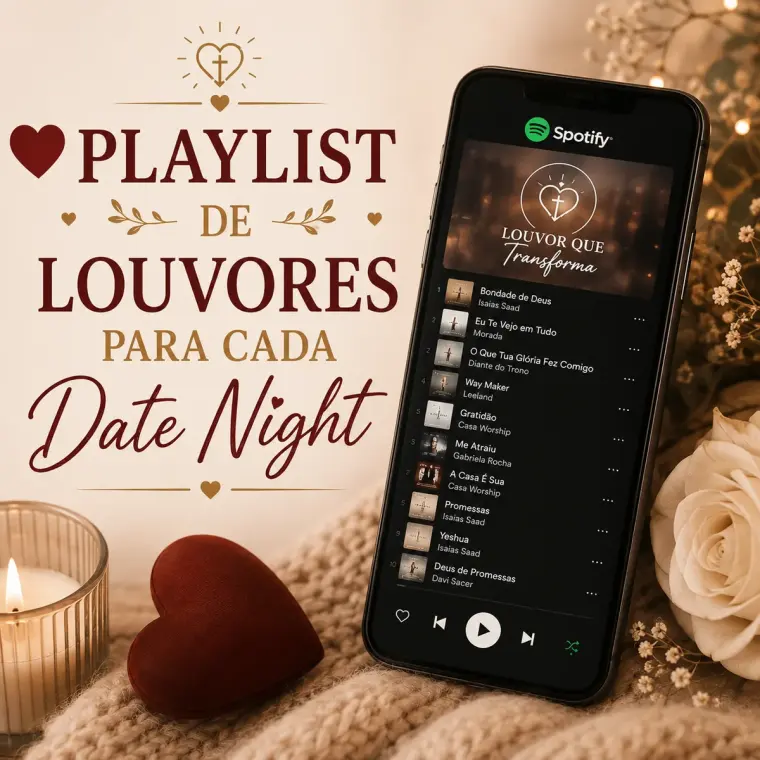 PLAYLIST
DE
LOUVORES
PARA CADA
Date Night
Spotify
LOUVOR QUE
Transforma
1 Bondade de Deus
Isaias Saad
Eu Te Vejo em Tudo
Morada
O Que Tua Glória Fez Comigo
Diante do Trono
4 Way Maker
Leeland
5 Gratidão
Casa Worship
Me Atraiu
Gabriela Rocha
7 A Casa É Sua
Casa Worship
Promessas
Isaias Saad
Yeshua
Isaias Saad
10 Deus de Promessas
Davi Sacer